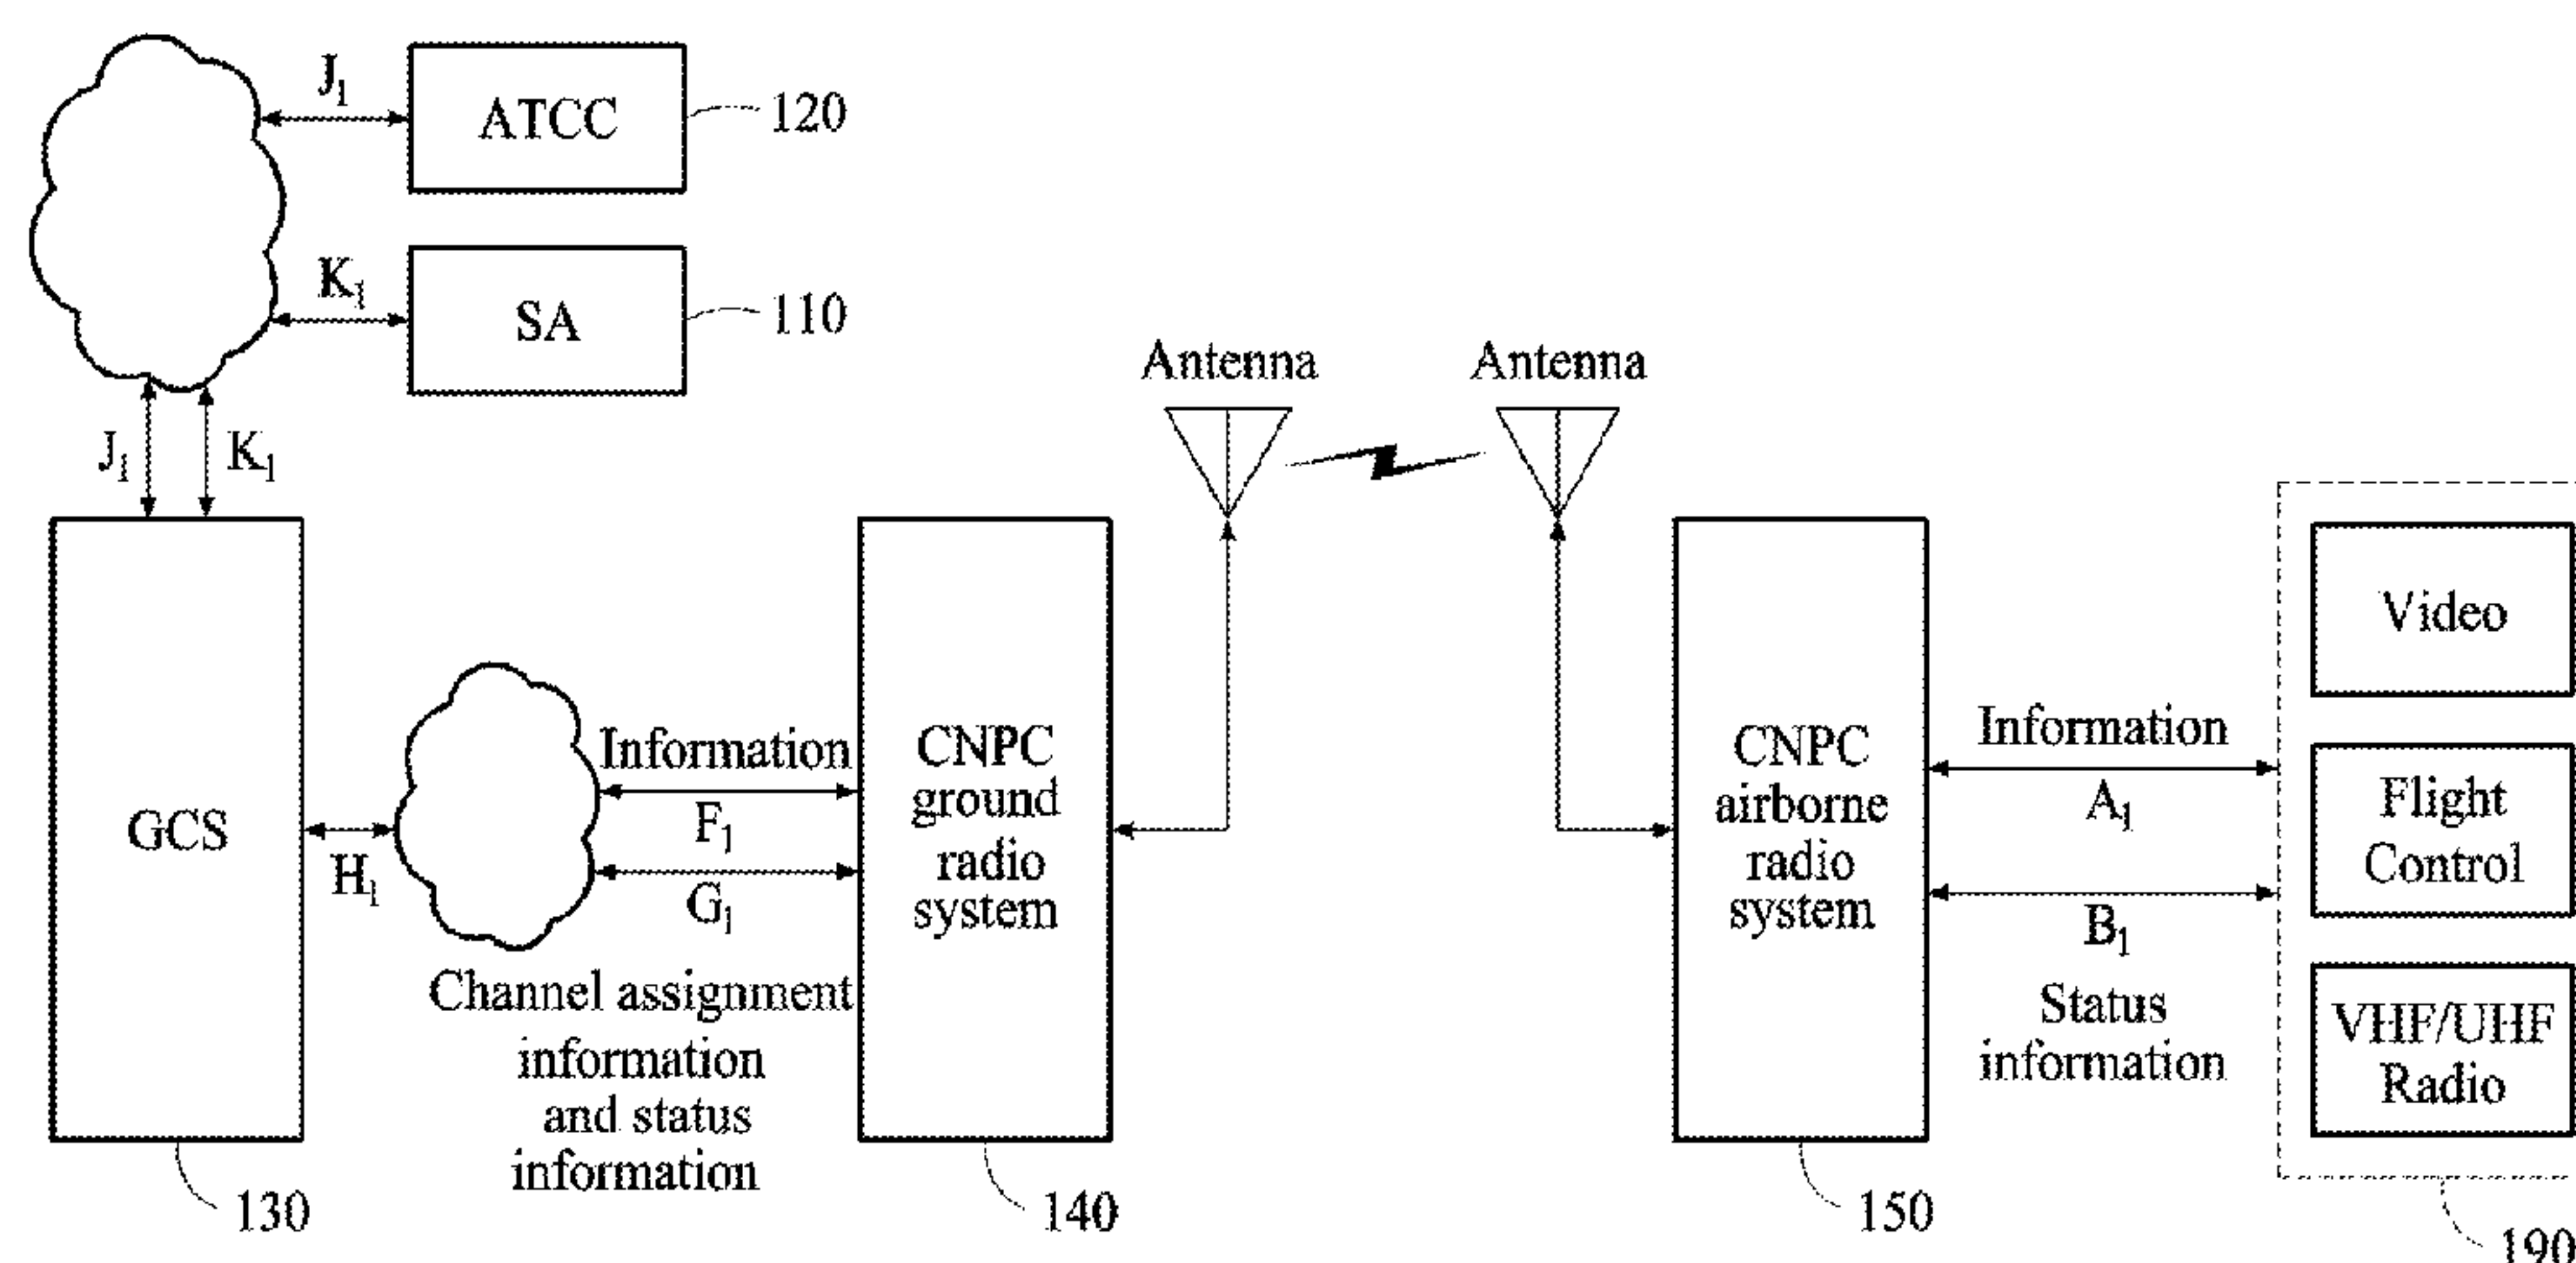 J₁
ATCC
120
K₁
SA
110
Antenna
Antenna
J₁
K₁
GCS
H₁
Information
F₁
G₁
Channel assignment
information
and status
information
CNPC
ground
radio
system
CNPC
airborne
radio
system
Information
A₁
B₁
Status
information
Video
Flight
Control
VHF/UHF
Radio
130
140
150
190